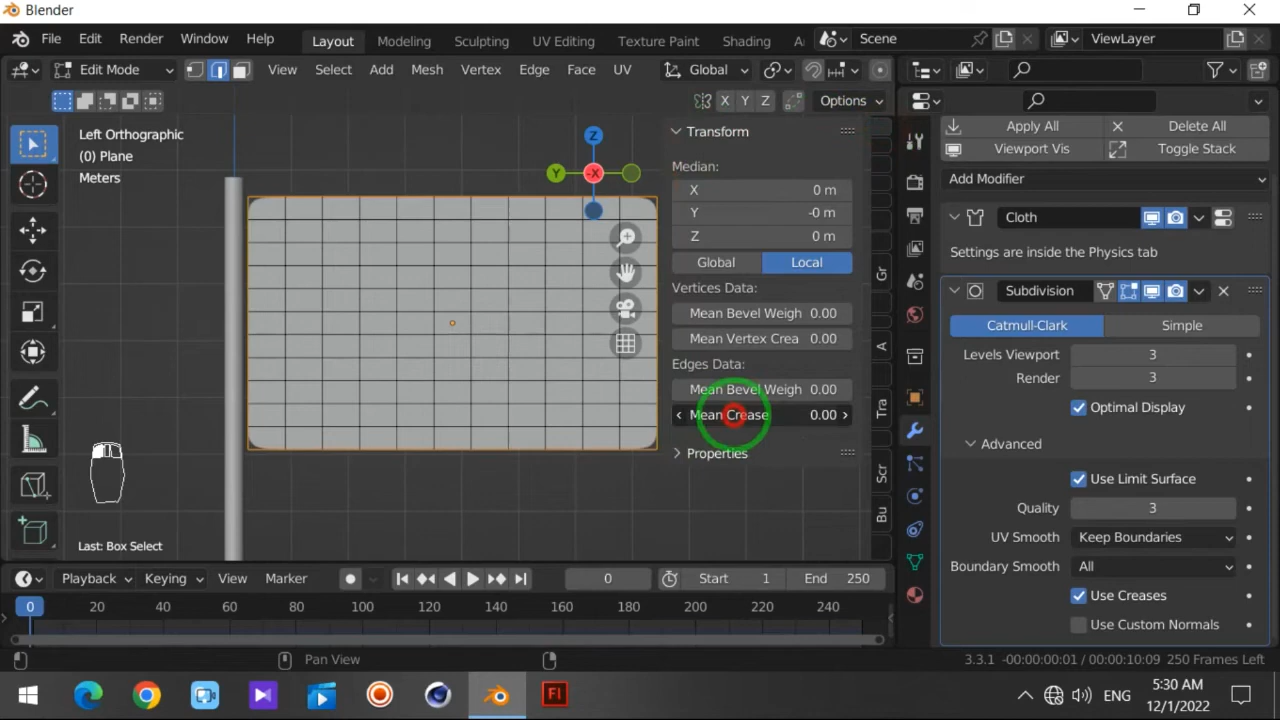 Blender
File Edit Render Window Help Layout Modeling Sculpting UV Editing Texture Paint Shading A Scene ViewLayer
Edit Mode View Select Add Mesh Vertex Edge Face UV Global
X Y Z Options
Left Orthographic
(0) Plane
Meters
Z
Y -X
Last: Box Select
Transform
Median:
X 0 m
Y -0 m
Z 0 m
Global Local
Vertices Data:
Mean Bevel Weigh 0.00
Mean Vertex Crea 0.00
Edges Data:
Mean Bevel Weigh 0.00
Mean Crease 0.00
Properties
Gr
A
Tra
Scr
Bu
Apply All Delete All
Viewport Vis Toggle Stack
Add Modifier
Cloth
Settings are inside the Physics tab
Subdivision
Catmull-Clark Simple
Levels Viewport 3
Render 3
Optimal Display
Advanced
Use Limit Surface
Quality 3
UV Smooth Keep Boundaries
Boundary Smooth All
Use Creases
Use Custom Normals
Playback Keying View Marker 0 Start 1 End 250
0 20 40 60 80 100 120 140 160 180 200 220 240
Pan View 3.3.1 -00:00:00:01 / 00:00:10:09 250 Frames Left
Fl ENG 5:30 AM
12/1/2022